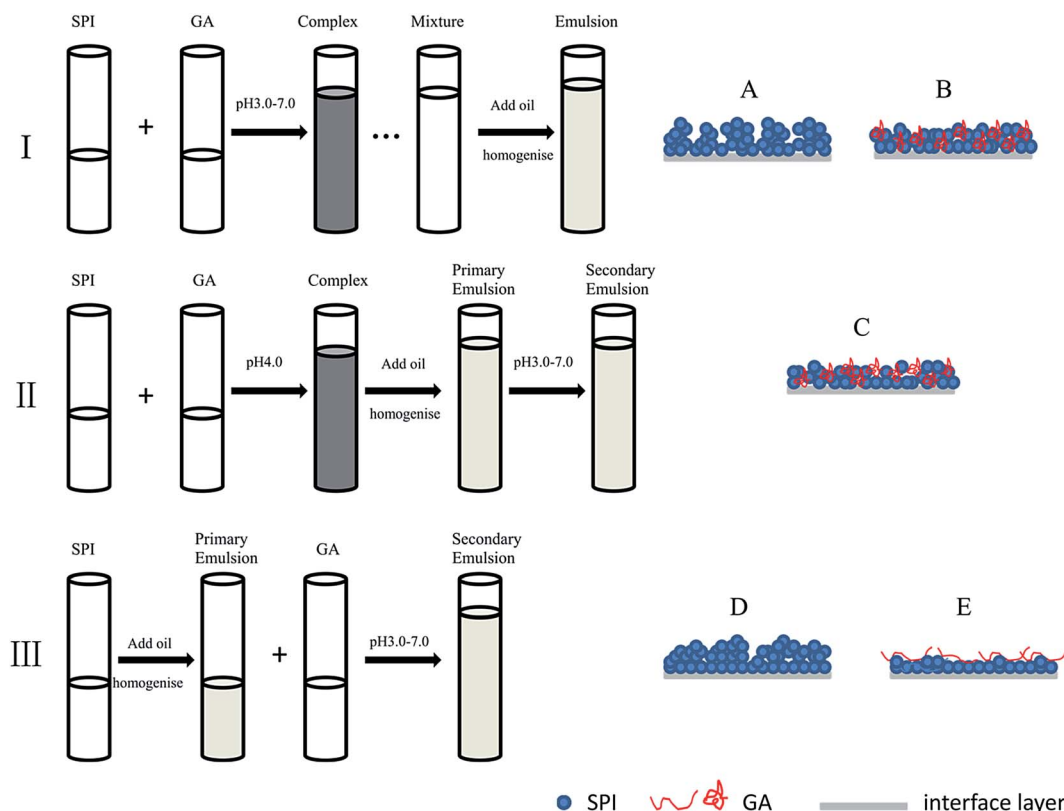 SPI GA Complex Mixture Emulsion
A B
I + pH3.0-7.0 ... Add oil
homogenise
SPI GA Complex Primary
Emulsion Secondary
Emulsion
C
II + pH4.0 Add oil pH3.0-7.0
homogenise
SPI Primary
Emulsion GA Secondary
Emulsion
D E
III Add oil + pH3.0-7.0
homogenise
SPI GA interface layer